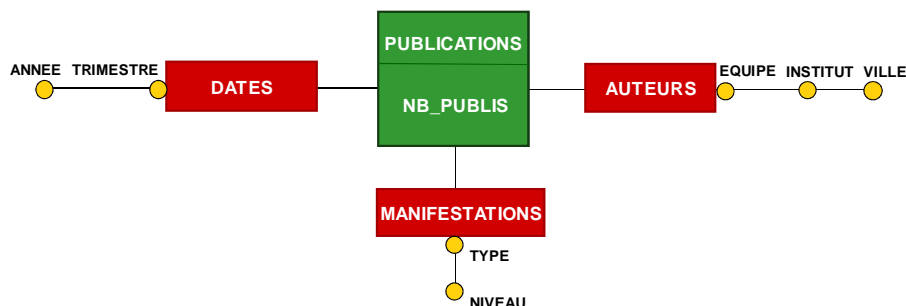 PUBLICATIONS
NB_PUBLIS
ANNEE TRIMESTRE
DATES
AUTEURS
EQUIPE INSTITUT VILLE
MANIFESTATIONS
TYPE
NIVEAU